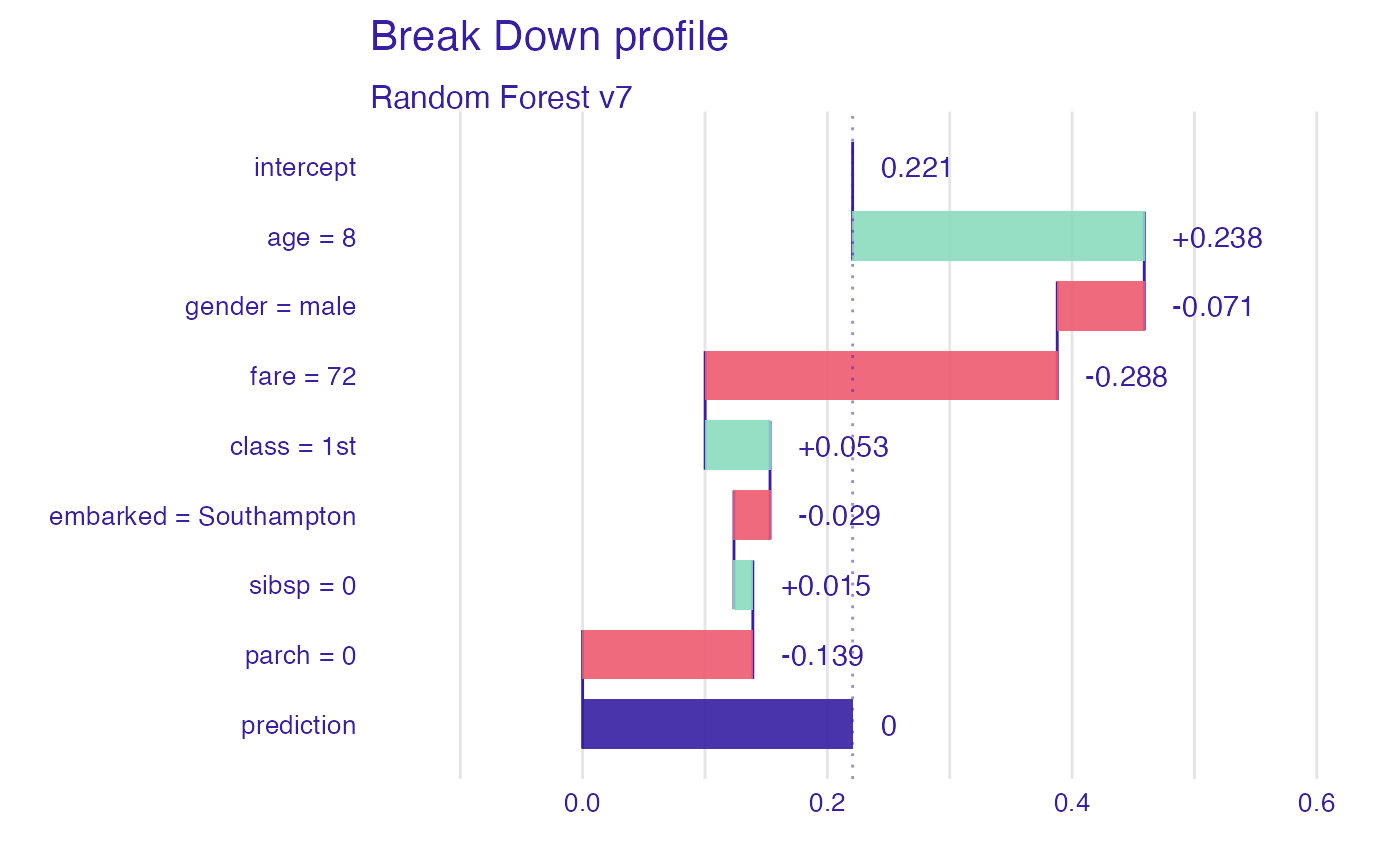 Break Down profile
Random Forest v7
intercept 0.221
age = 8 +0.238
gender = male -0.071
fare = 72 -0.288
class = 1st +0.053
embarked = Southampton -0.029
sibsp = 0 +0.015
parch = 0 -0.139
prediction 0
0.0 0.2 0.4 0.6